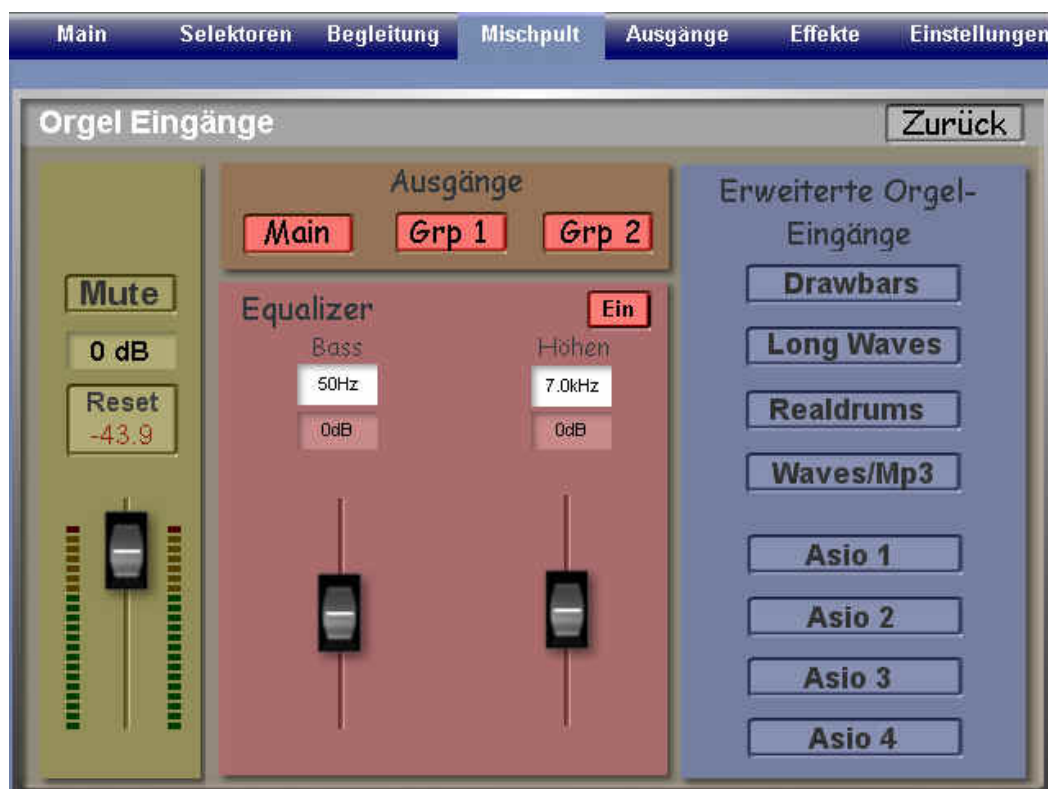 Main Selektoren Begleitung Mischpult Ausgänge Effekte Einstellungen
Orgel Eingänge Zurück
Mute
0 dB
Reset
-43.9
Ausgänge
Main Grp 1 Grp 2
Equalizer Ein
Bass Höhen
50Hz 7.0kHz
0dB 0dB
Erweiterte Orgel-
Eingänge
Drawbars
Long Waves
Realdrums
Waves/Mp3
Asio 1
Asio 2
Asio 3
Asio 4